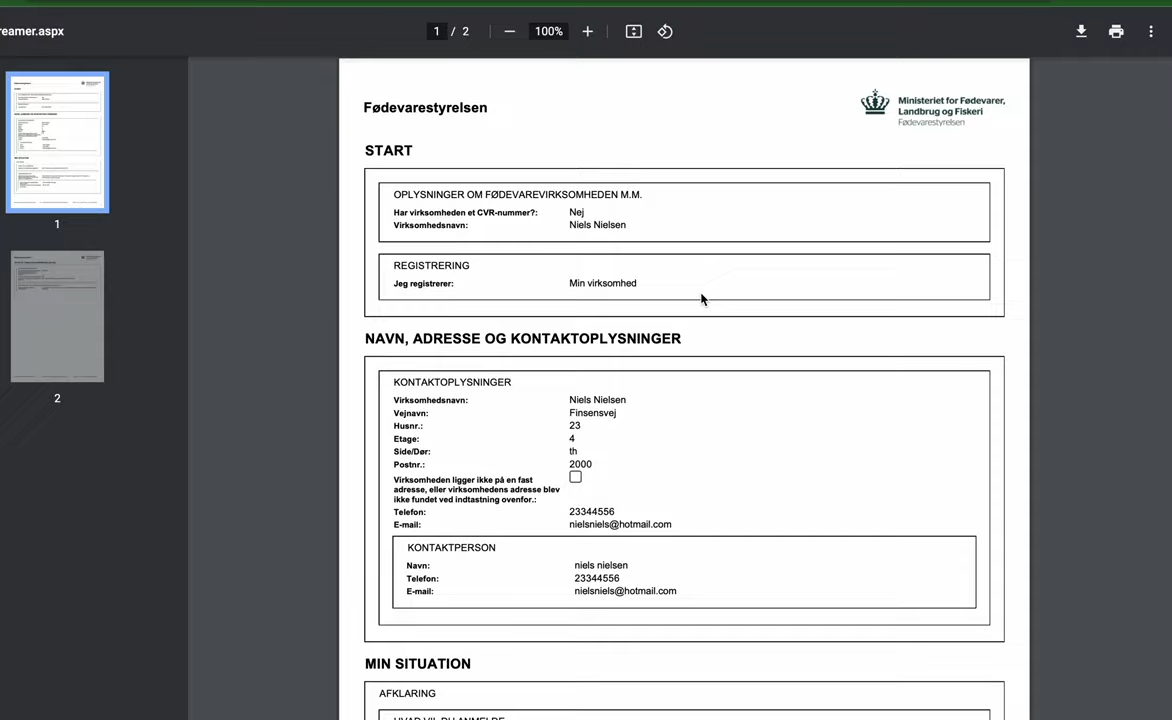 reamer.aspx
1 / 2
100%
1
2
Fødevarestyrelsen
Ministeriet for Fødevarer,
Landbrug og Fiskeri
Fødevarestyrelsen
START
OPLYSNINGER OM FØDEVAREVIRKSOMHEDEN M.M.
Har virksomheden et CVR-nummer?: Nej
Virksomhedsnavn: Niels Nielsen
REGISTRERING
Jeg registrerer: Min virksomhed
NAVN, ADRESSE OG KONTAKTOPLYSNINGER
KONTAKTOPLYSNINGER
Virksomhedsnavn: Niels Nielsen
Vejnavn: Finsensvej
Husnr.: 23
Etage: 4
Side/Dør: th
Postnr.: 2000
Virksomheden ligger ikke på en fast
adresse, eller virksomhedens adresse blev
ikke fundet ved indtastning ovenfor.:
Telefon: 23344556
E-mail: nielsniels@hotmail.com
KONTAKTPERSON
Navn: niels nielsen
Telefon: 23344556
E-mail: nielsniels@hotmail.com
MIN SITUATION
AFKLARING
HVAD VIL DU ANMELDE